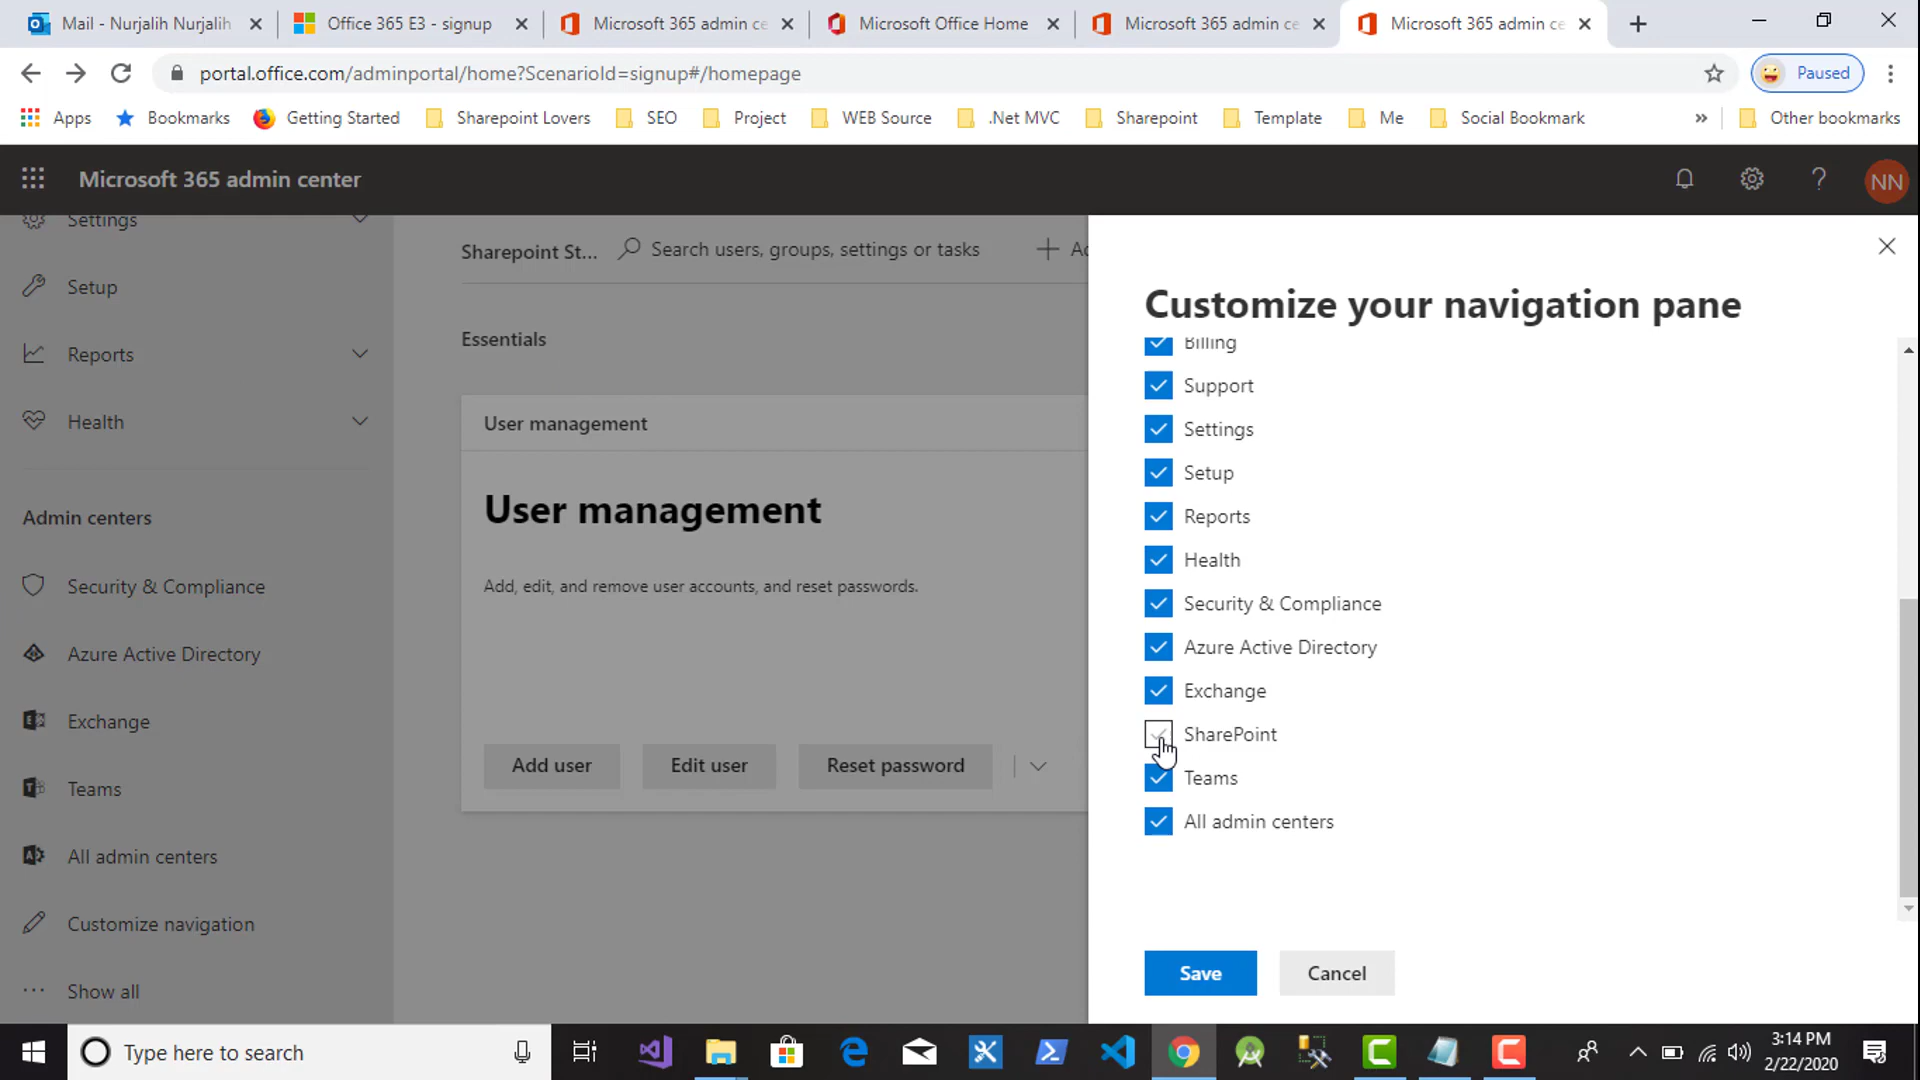 Mail - Nurjalih Nurjalih
Office 365 E3 - signup
Microsoft 365 admin ce
Microsoft Office Home
Microsoft 365 admin ce
Microsoft 365 admin ce
portal.office.com/adminportal/home?ScenarioId=signup#/homepage
Paused
Apps
Bookmarks
Getting Started
Sharepoint Lovers
SEO
Project
WEB Source
.Net MVC
Sharepoint
Template
Me
Social Bookmark
»
Other bookmarks
Microsoft 365 admin center
NN
Settings
Setup
Reports
Health
Admin centers
Security & Compliance
Azure Active Directory
Exchange
Teams
All admin centers
Customize navigation
Show all
Sharepoint St...
Search users, groups, settings or tasks
Essentials
User management
User management
Add, edit, and remove user accounts, and reset passwords.
Add user
Edit user
Reset password
Customize your navigation pane
Billing
Support
Settings
Setup
Reports
Health
Security & Compliance
Azure Active Directory
Exchange
SharePoint
Teams
All admin centers
Save
Cancel
Type here to search
3:14 PM
2/22/2020